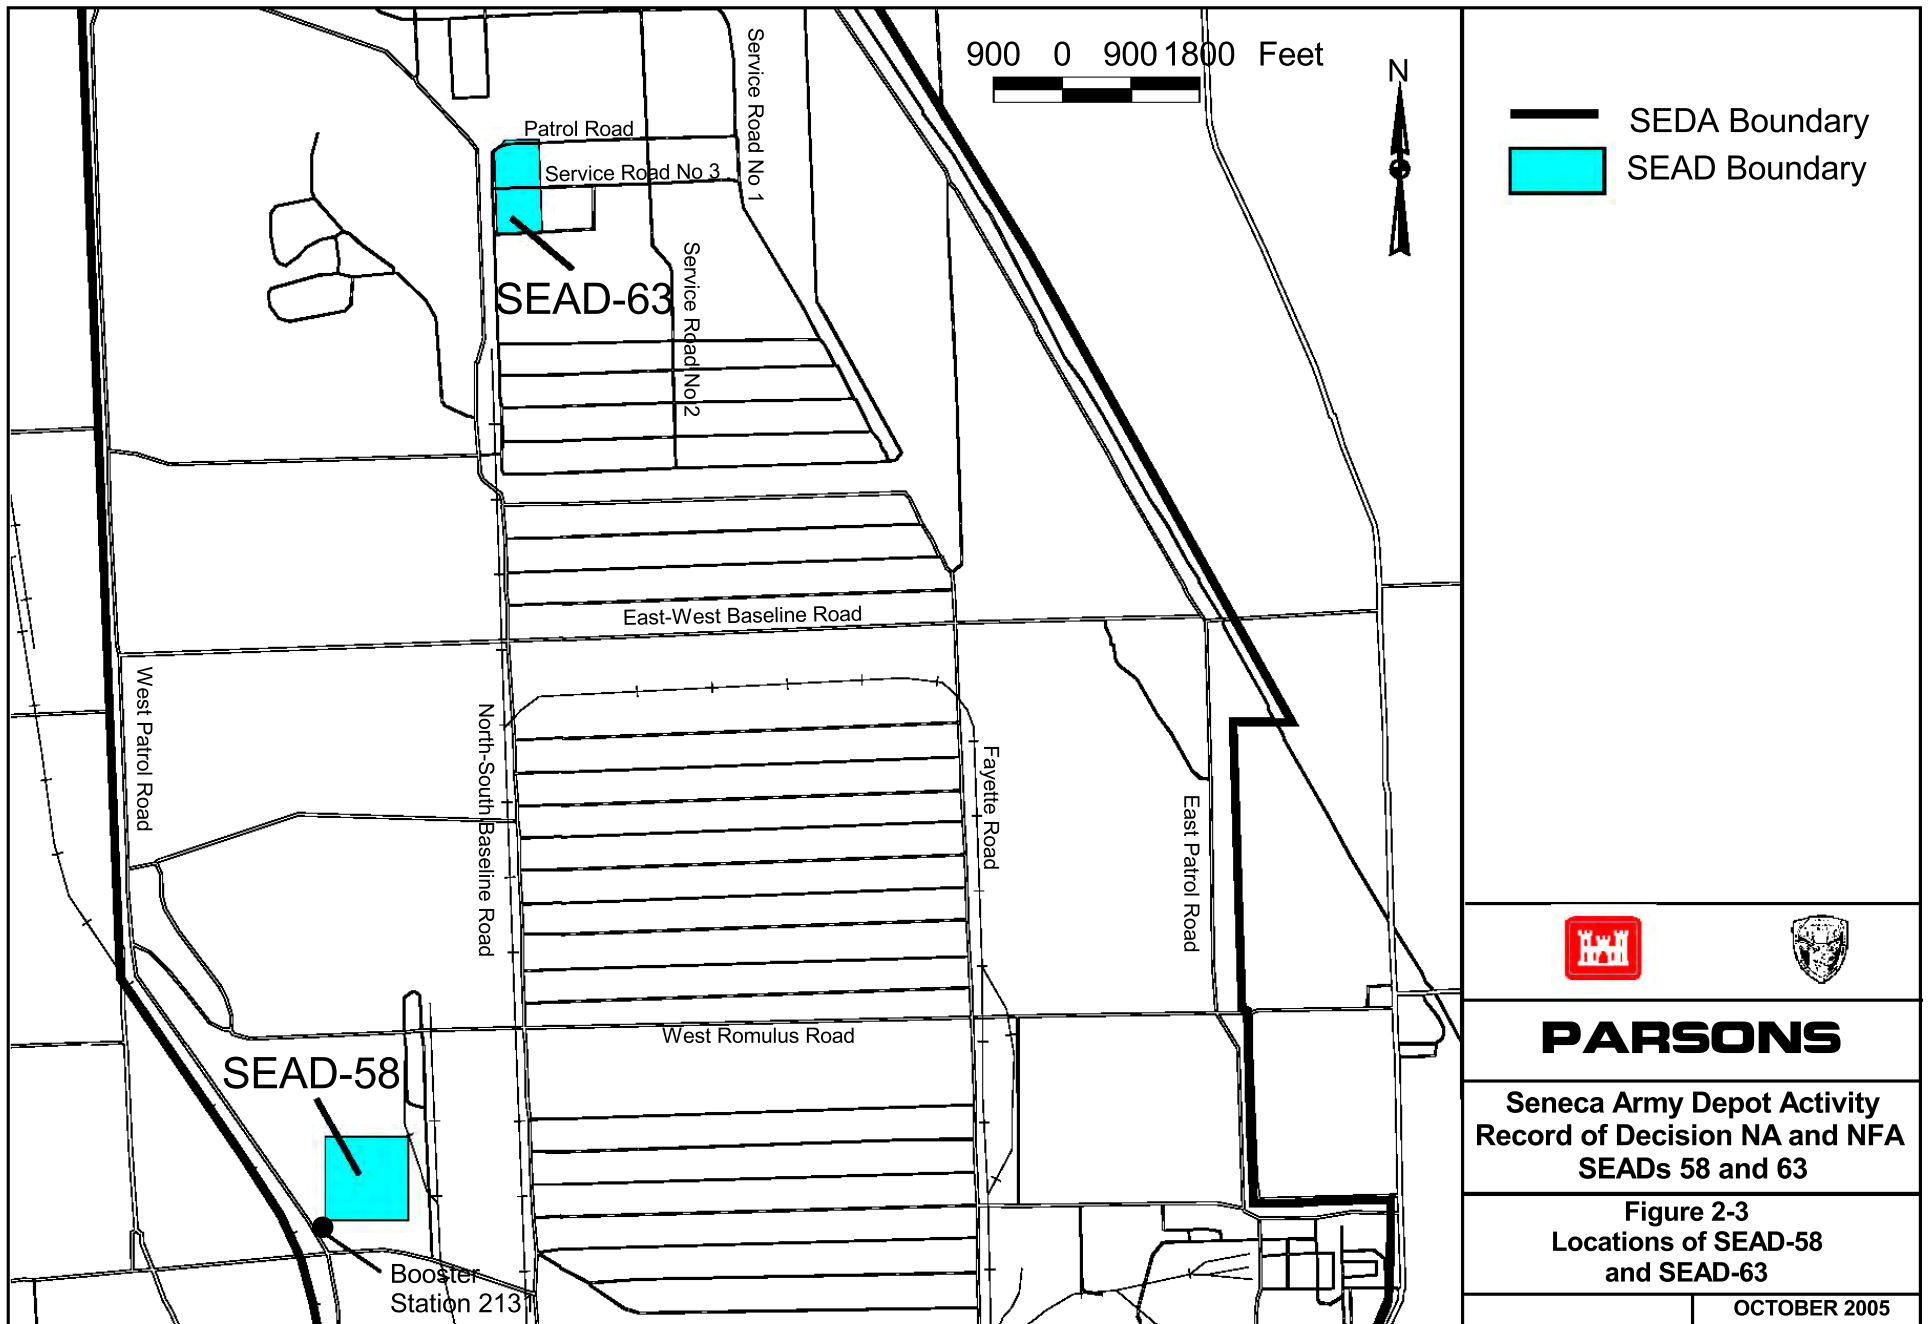 900 0 900 1800 Feet
N
SEDA Boundary
SEAD Boundary
Patrol Road
Service Road No 3
Service Road No 1
SEAD-63
Service Road No 2
East-West Baseline Road
West Patrol Road
North-South Baseline Road
Fayette Road
East Patrol Road
West Romulus Road
SEAD-58
Booster
Station 2131
PARSONS
Seneca Army Depot Activity
Record of Decision NA and NFA
SEADs 58 and 63
Figure 2-3
Locations of SEAD-58
and SEAD-63
OCTOBER 2005